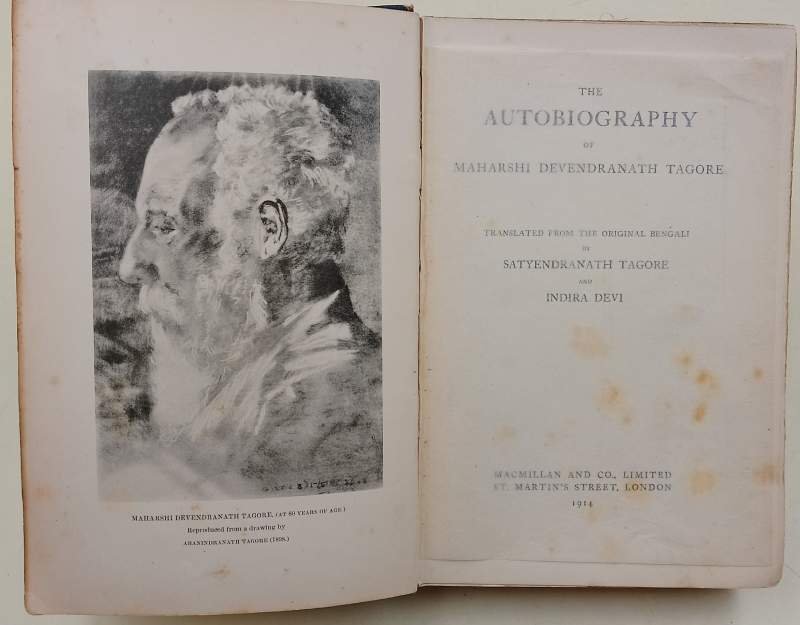 MAHARSHI DEVENDRANATH TAGORE, (AT 80 YEARS OF AGE)
Reproduced from a drawing by
ABANINDRANATH TAGORE (1898.)
THE
AUTOBIOGRAPHY
OF
MAHARSHI DEVENDRANATH TAGORE
TRANSLATED FROM THE ORIGINAL BENGALI
BY
SATYENDRANATH TAGORE
AND
INDIRA DEVI
MACMILLAN AND CO., LIMITED
ST. MARTIN'S STREET, LONDON
1914